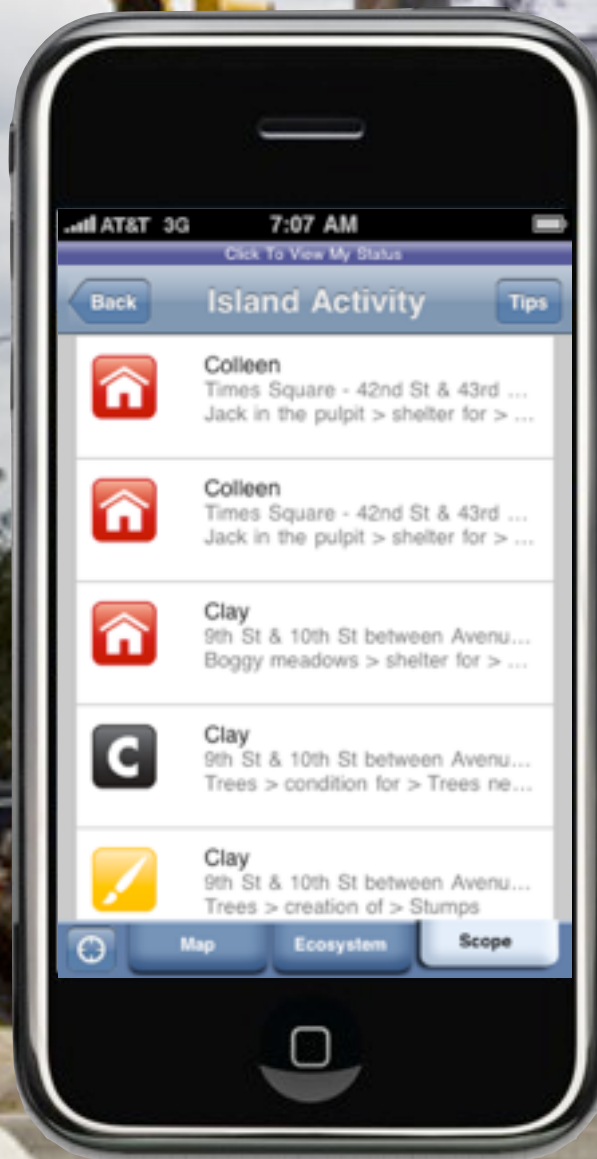 AT&T 3G 7:07 AM
Click To View My Status
Back Island Activity Tips
Colleen
Times Square - 42nd St & 43rd ...
Jack in the pulpit > shelter for > ...
Colleen
Times Square - 42nd St & 43rd ...
Jack in the pulpit > shelter for > ...
Clay
9th St & 10th St between Avenu...
Boggy meadows > shelter for > ...
C
Clay
9th St & 10th St between Avenu...
Trees > condition for > Trees ne...
Clay
9th St & 10th St between Avenu...
Trees > creation of > Stumps
Map Ecosystem Scope